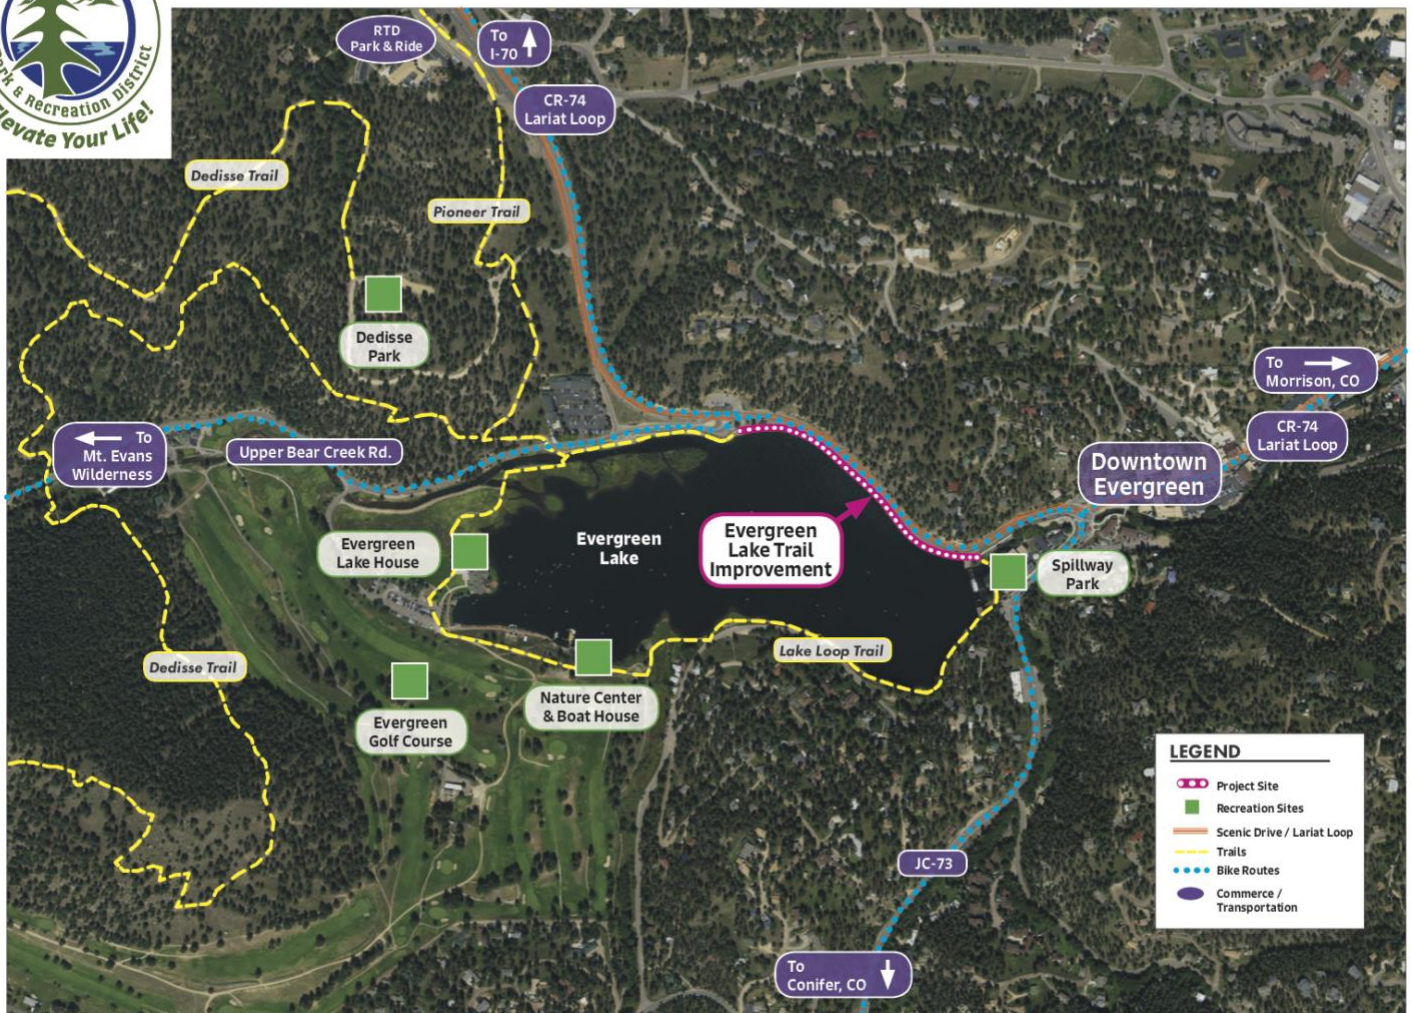 Park & Recreation District
Elevate Your Life!
RTD
Park & Ride
To
I-70
CR-74
Lariat Loop
Dedisse Trail
Pioneer Trail
Dedisse
Park
To
Morrison, CO
CR-74
Lariat Loop
To
Mt. Evans
Wilderness
Upper Bear Creek Rd.
Downtown
Evergreen
Evergreen
Lake House
Evergreen
Lake
Evergreen
Lake Trail
Improvement
Spillway
Park
Dedisse Trail
Lake Loop Trail
Nature Center
& Boat House
Evergreen
Golf Course
LEGEND
Project Site
Recreation Sites
Scenic Drive / Lariat Loop
Trails
Bike Routes
Commerce /
Transportation
JC-73
To
Conifer, CO